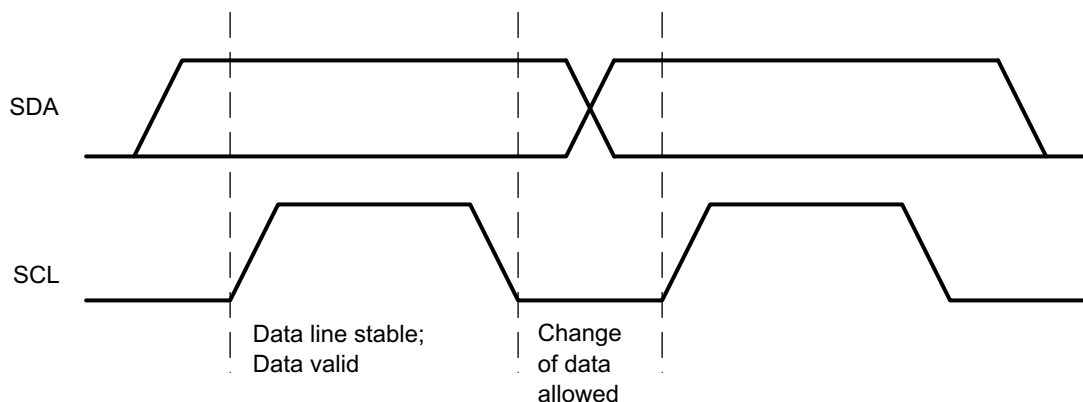 SDA
SCL
Data line stable;
Data valid
Change
of data
allowed